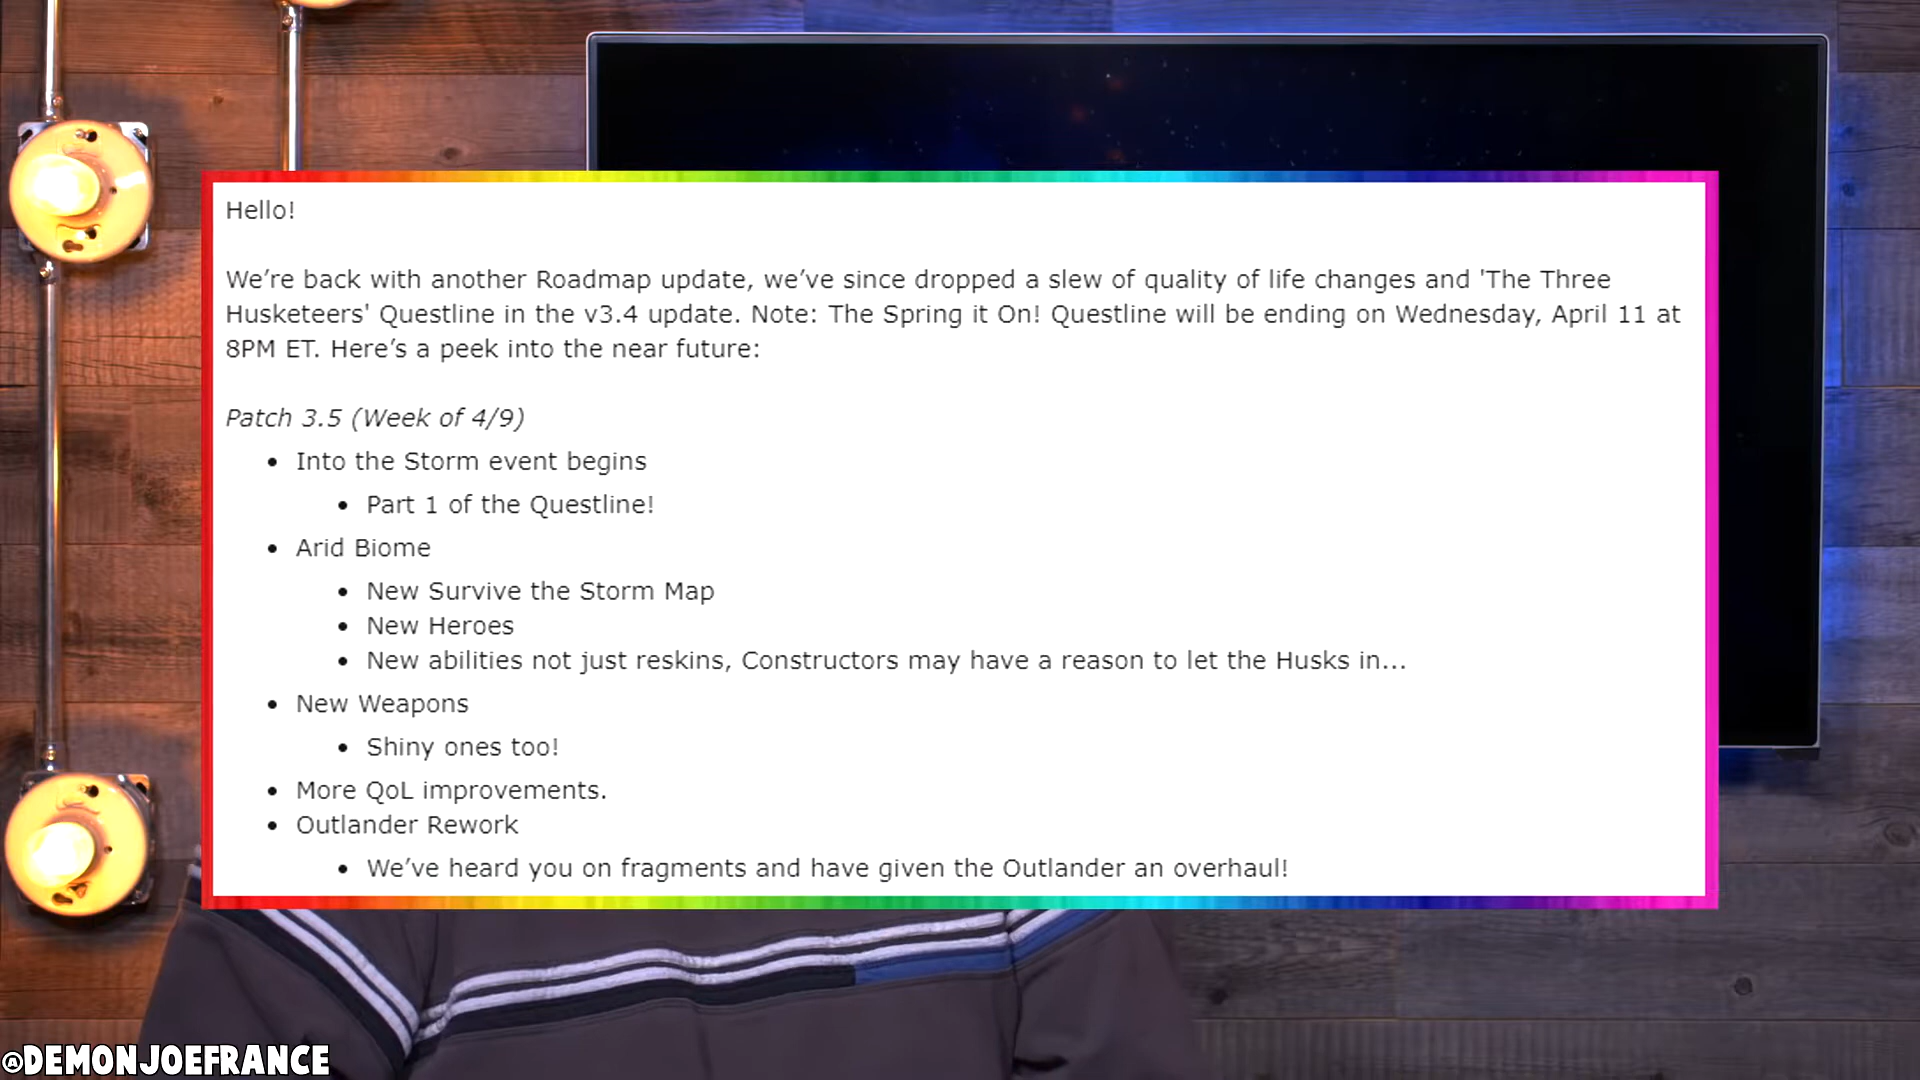 Hello!
We’re back with another Roadmap update, we’ve since dropped a slew of quality of life changes and 'The Three
Husketeers' Questline in the v3.4 update. Note: The Spring it On! Questline will be ending on Wednesday, April 11 at
8PM ET. Here’s a peek into the near future:
Patch 3.5 (Week of 4/9)
• Into the Storm event begins
• Part 1 of the Questline!
• Arid Biome
• New Survive the Storm Map
• New Heroes
• New abilities not just reskins, Constructors may have a reason to let the Husks in...
• New Weapons
• Shiny ones too!
• More QoL improvements.
• Outlander Rework
• We’ve heard you on fragments and have given the Outlander an overhaul!
@DEMONJOEFRANCE